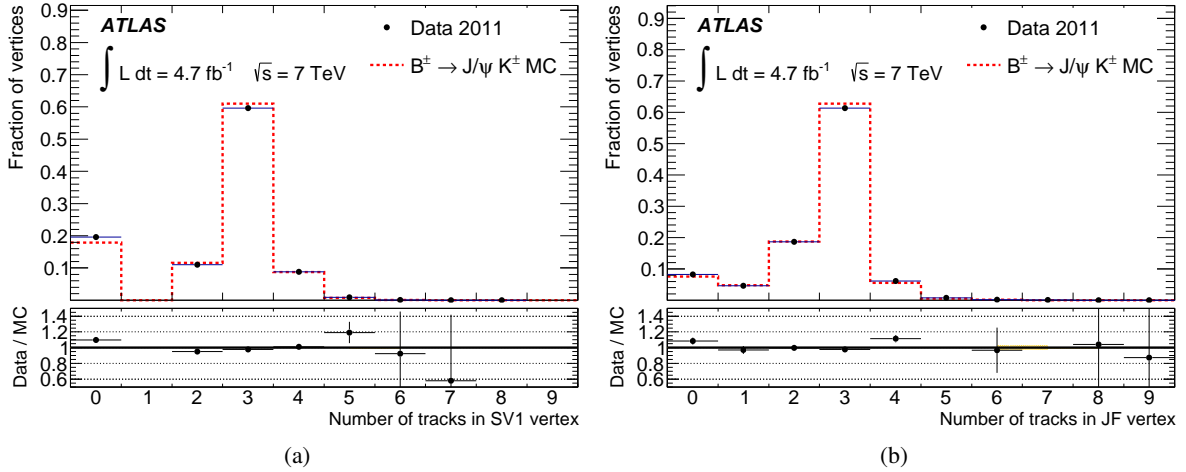 ATLAS
Data 2011
∫ L dt = 4.7 fb⁻¹ √s = 7 TeV
B± → J/ψ K± MC
Fraction of vertices
0.9
0.8
0.7
0.6
0.5
0.4
0.3
0.2
0.1
Data / MC
1.4
1.2
1
0.8
0.6
0 1 2 3 4 5 6 7 8 9
Number of tracks in SV1 vertex
(a)
ATLAS
Data 2011
∫ L dt = 4.7 fb⁻¹ √s = 7 TeV
B± → J/ψ K± MC
Fraction of vertices
0.9
0.8
0.7
0.6
0.5
0.4
0.3
0.2
0.1
Data / MC
1.4
1.2
1
0.8
0.6
0 1 2 3 4 5 6 7 8 9
Number of tracks in JF vertex
(b)